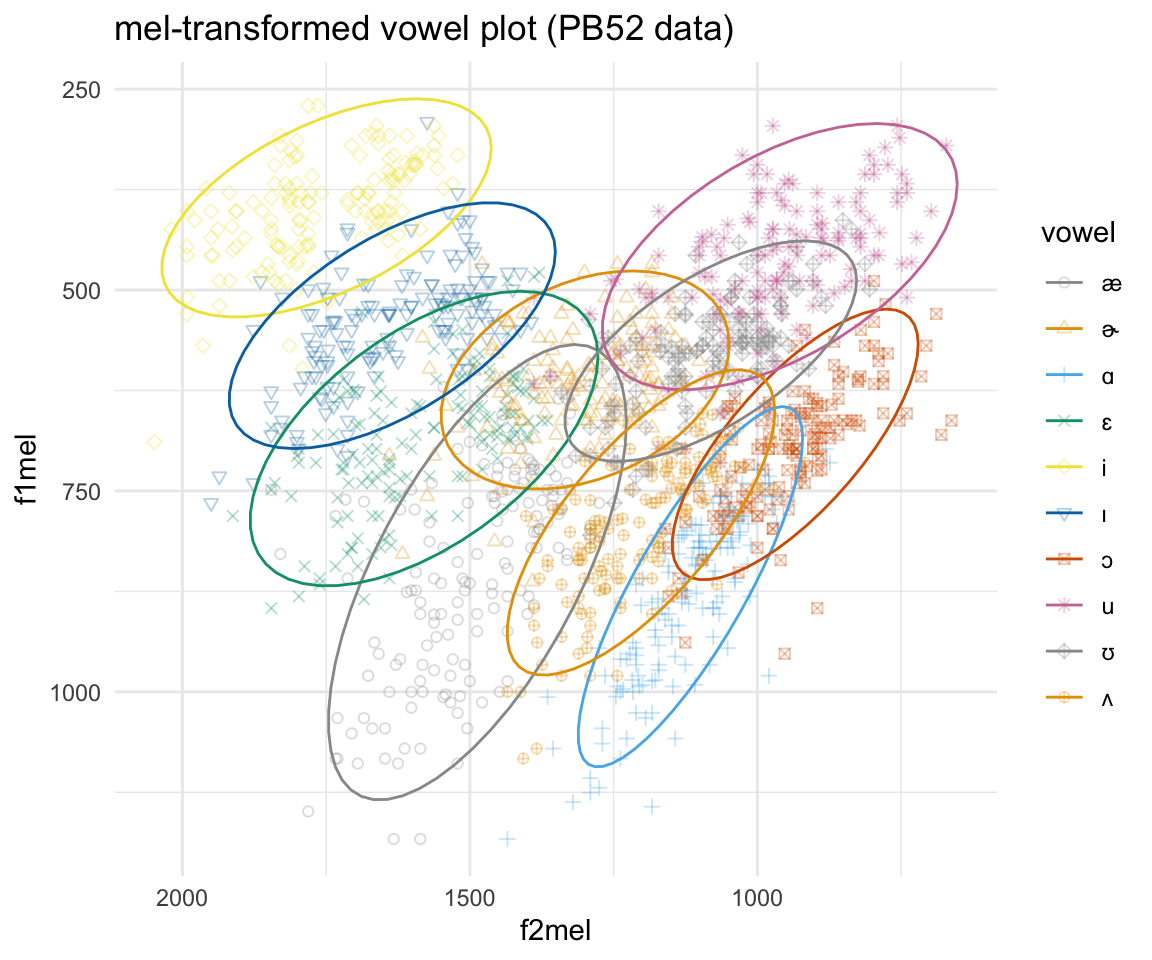 mel-transformed vowel plot (PB52 data)
250
500
750
1000
f1mel
2000
1500
1000
f2mel
vowel
æ
ɚ
ɑ
ɛ
i
ɪ
ɔ
u
ʊ
ʌ